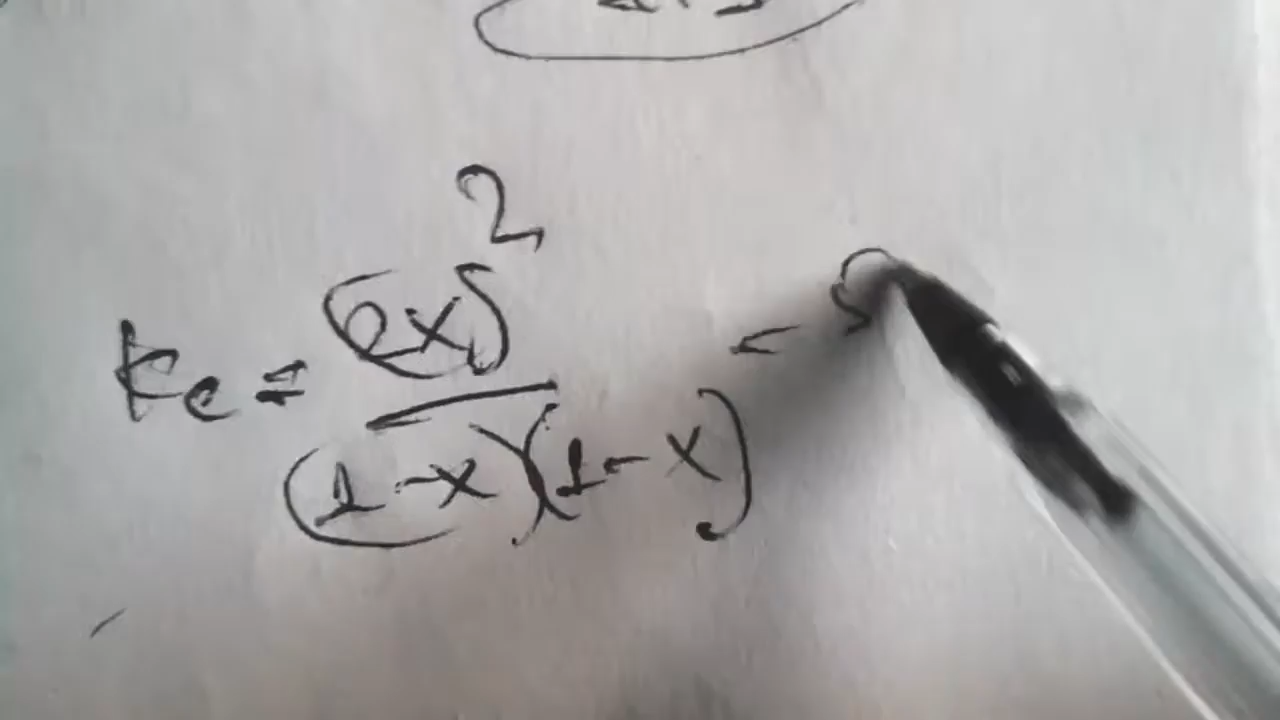 Kc = (2x)² / (1-x)(1-x) =